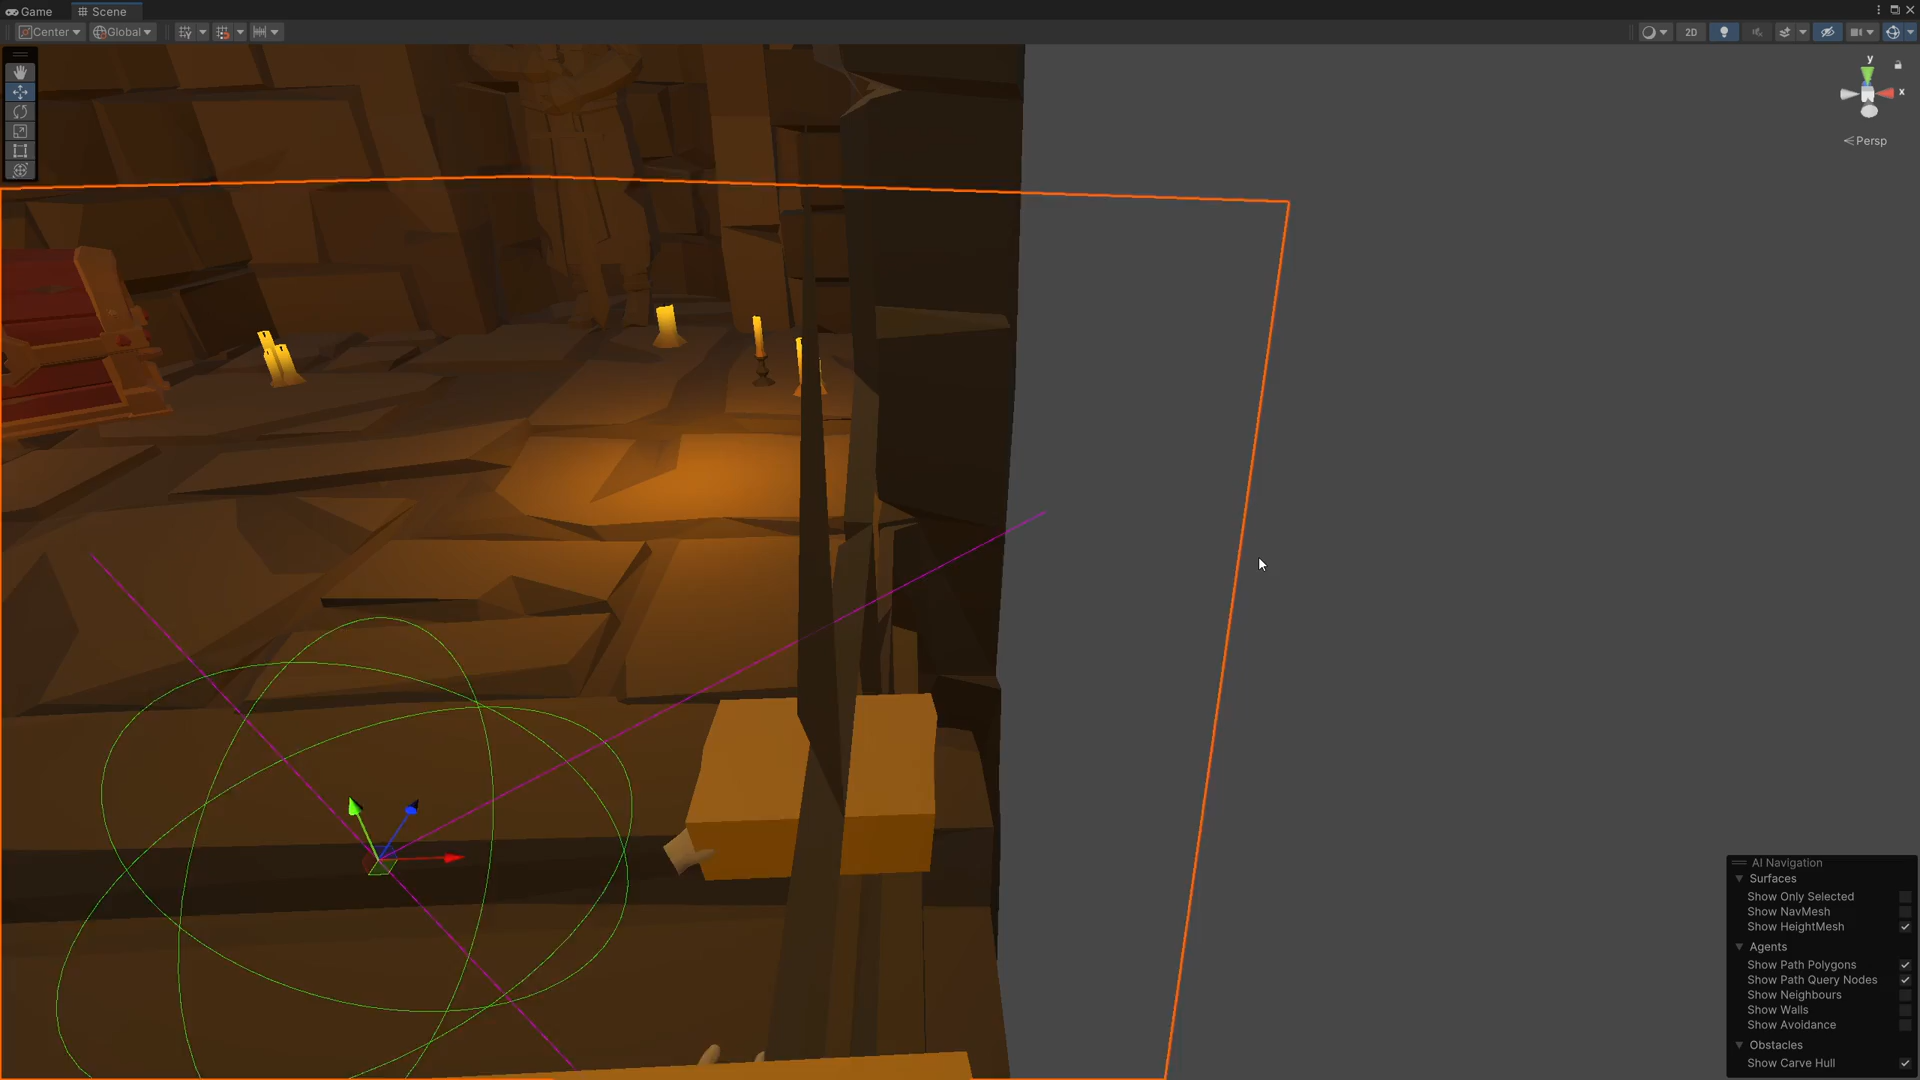 Game Scene
Center Global 2D
y
x
Persp
AI Navigation
Surfaces
Show Only Selected
Show NavMesh
Show HeightMesh
Agents
Show Path Polygons
Show Path Query Nodes
Show Neighbours
Show Walls
Show Avoidance
Obstacles
Show Carve Hull